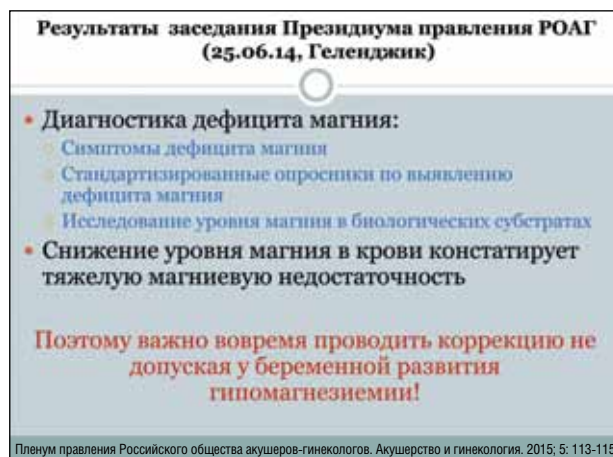 Результаты заседания Президиума правления РОАГ
(25.06.14, Геленджик)
• Диагностика дефицита магния:
Симптомы дефицита магния
Стандартизированные опросники по выявлению
дефицита магния
Исследование уровня магния в биологических субстратах
• Снижение уровня магния в крови констатирует
тяжелую магниевую недостаточность
Поэтому важно вовремя проводить коррекцию не
допуская у беременной развития
гипомагнезиемии!
Пленум правления Российского общества акушеров-гинекологов. Акушерство и гинекология. 2015; 5: 113-115